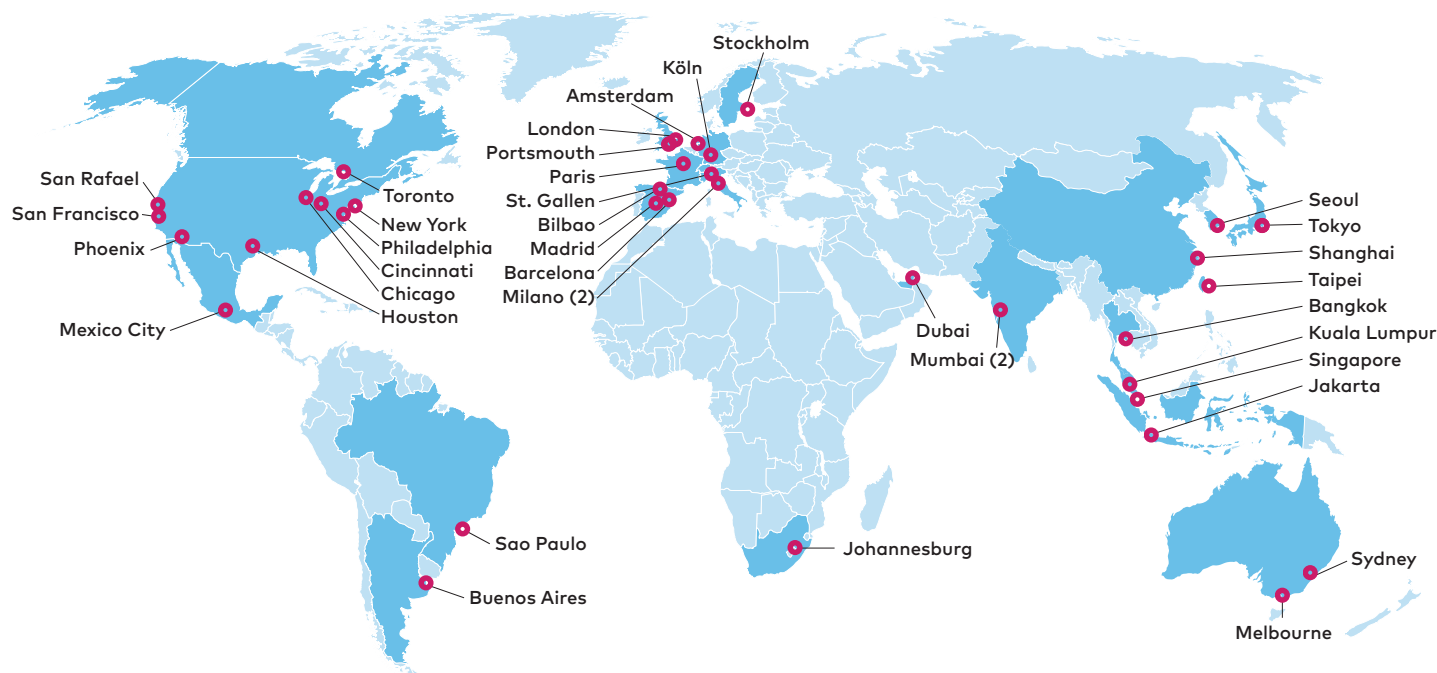 Stockholm
Köln
Amsterdam
London
Portsmouth
Paris
St. Gallen
Bilbao
Madrid
Barcelona
Milano (2)
San Rafael
San Francisco
Phoenix
Mexico City
Toronto
New York
Philadelphia
Cincinnati
Chicago
Houston
Sao Paulo
Buenos Aires
Johannesburg
Dubai
Mumbai (2)
Seoul
Tokyo
Shanghai
Taipei
Bangkok
Kuala Lumpur
Singapore
Jakarta
Sydney
Melbourne